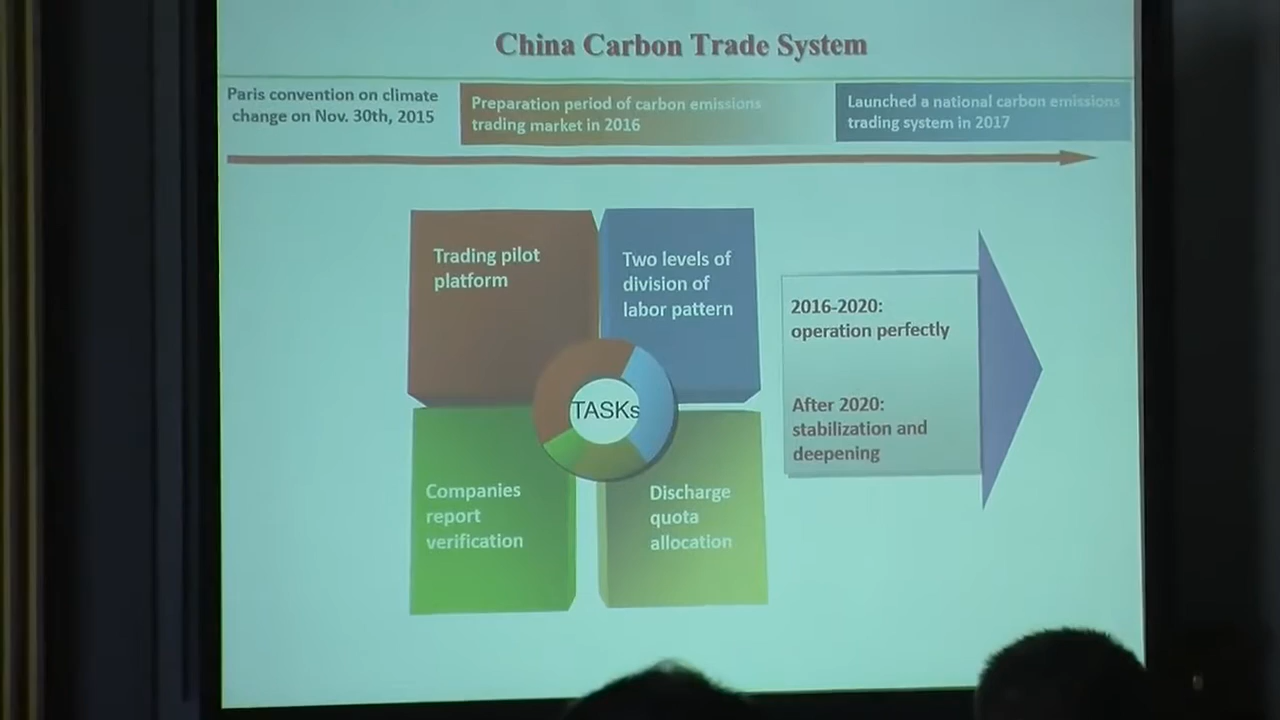 China Carbon Trade System
Paris convention on climate
change on Nov. 30th, 2015
Preparation period of carbon emissions
trading market in 2016
Launched a national carbon emissions
trading system in 2017
Trading pilot
platform
Two levels of
division of
labor pattern
TASKs
Companies
report
verification
Discharge
quota
allocation
2016-2020:
operation perfectly
After 2020:
stabilization and
deepening